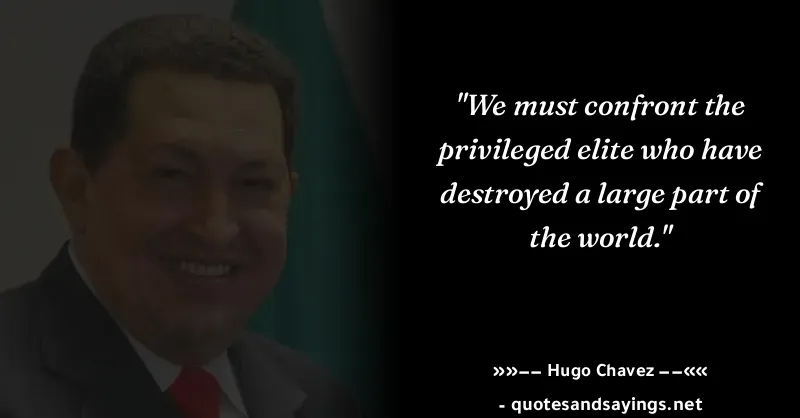 "We must confront the
privileged elite who have
destroyed a large part of
the world."
»»−− Hugo Chavez −−««
- quotesandsayings.net